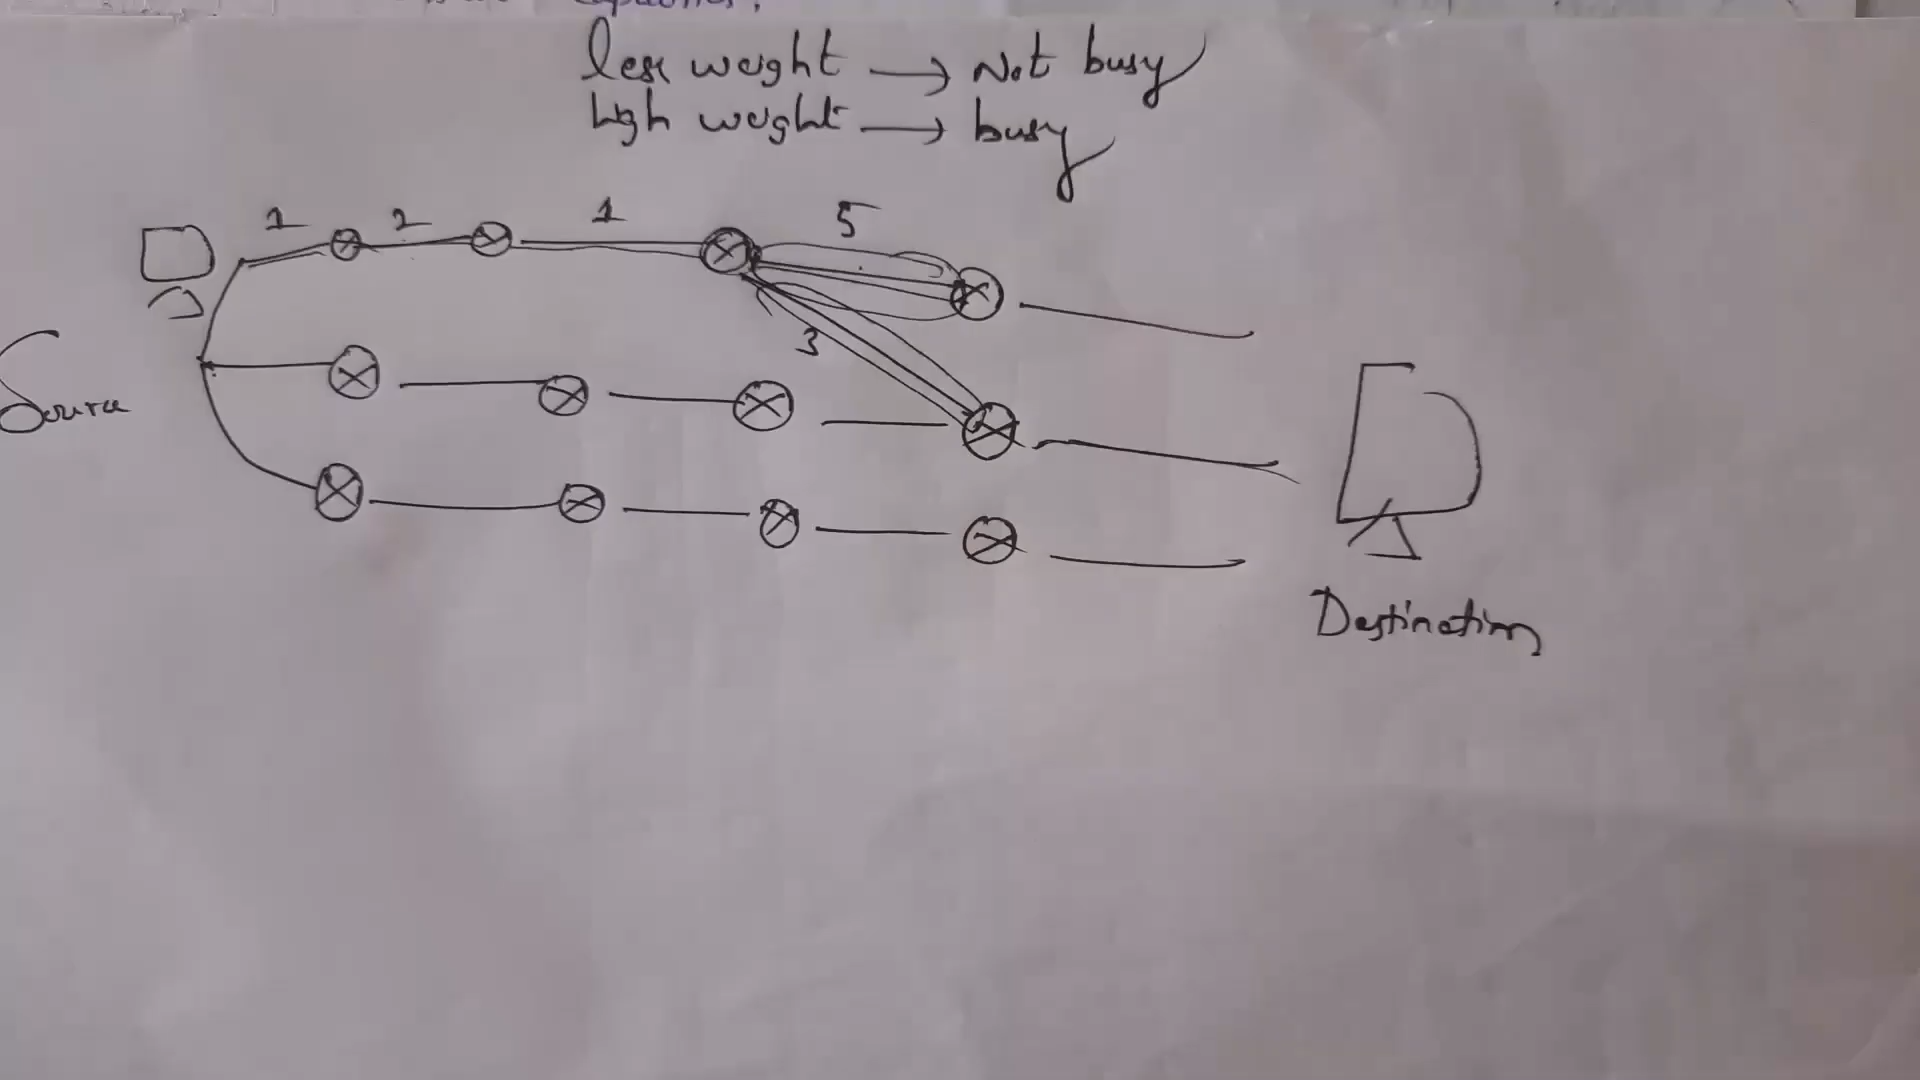 less weight → Not busy
high weight → busy
1 2 1 5
3
Source
Destination